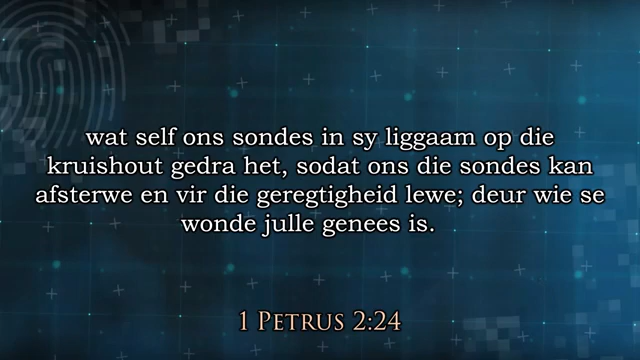 wat self ons sondes in sy liggaam op die
kruishout gedra het, sodat ons die sondes kan
afsterwe en vir die geregtigheid lewe; deur wie se
wonde julle genees is.
1 Petrus 2:24